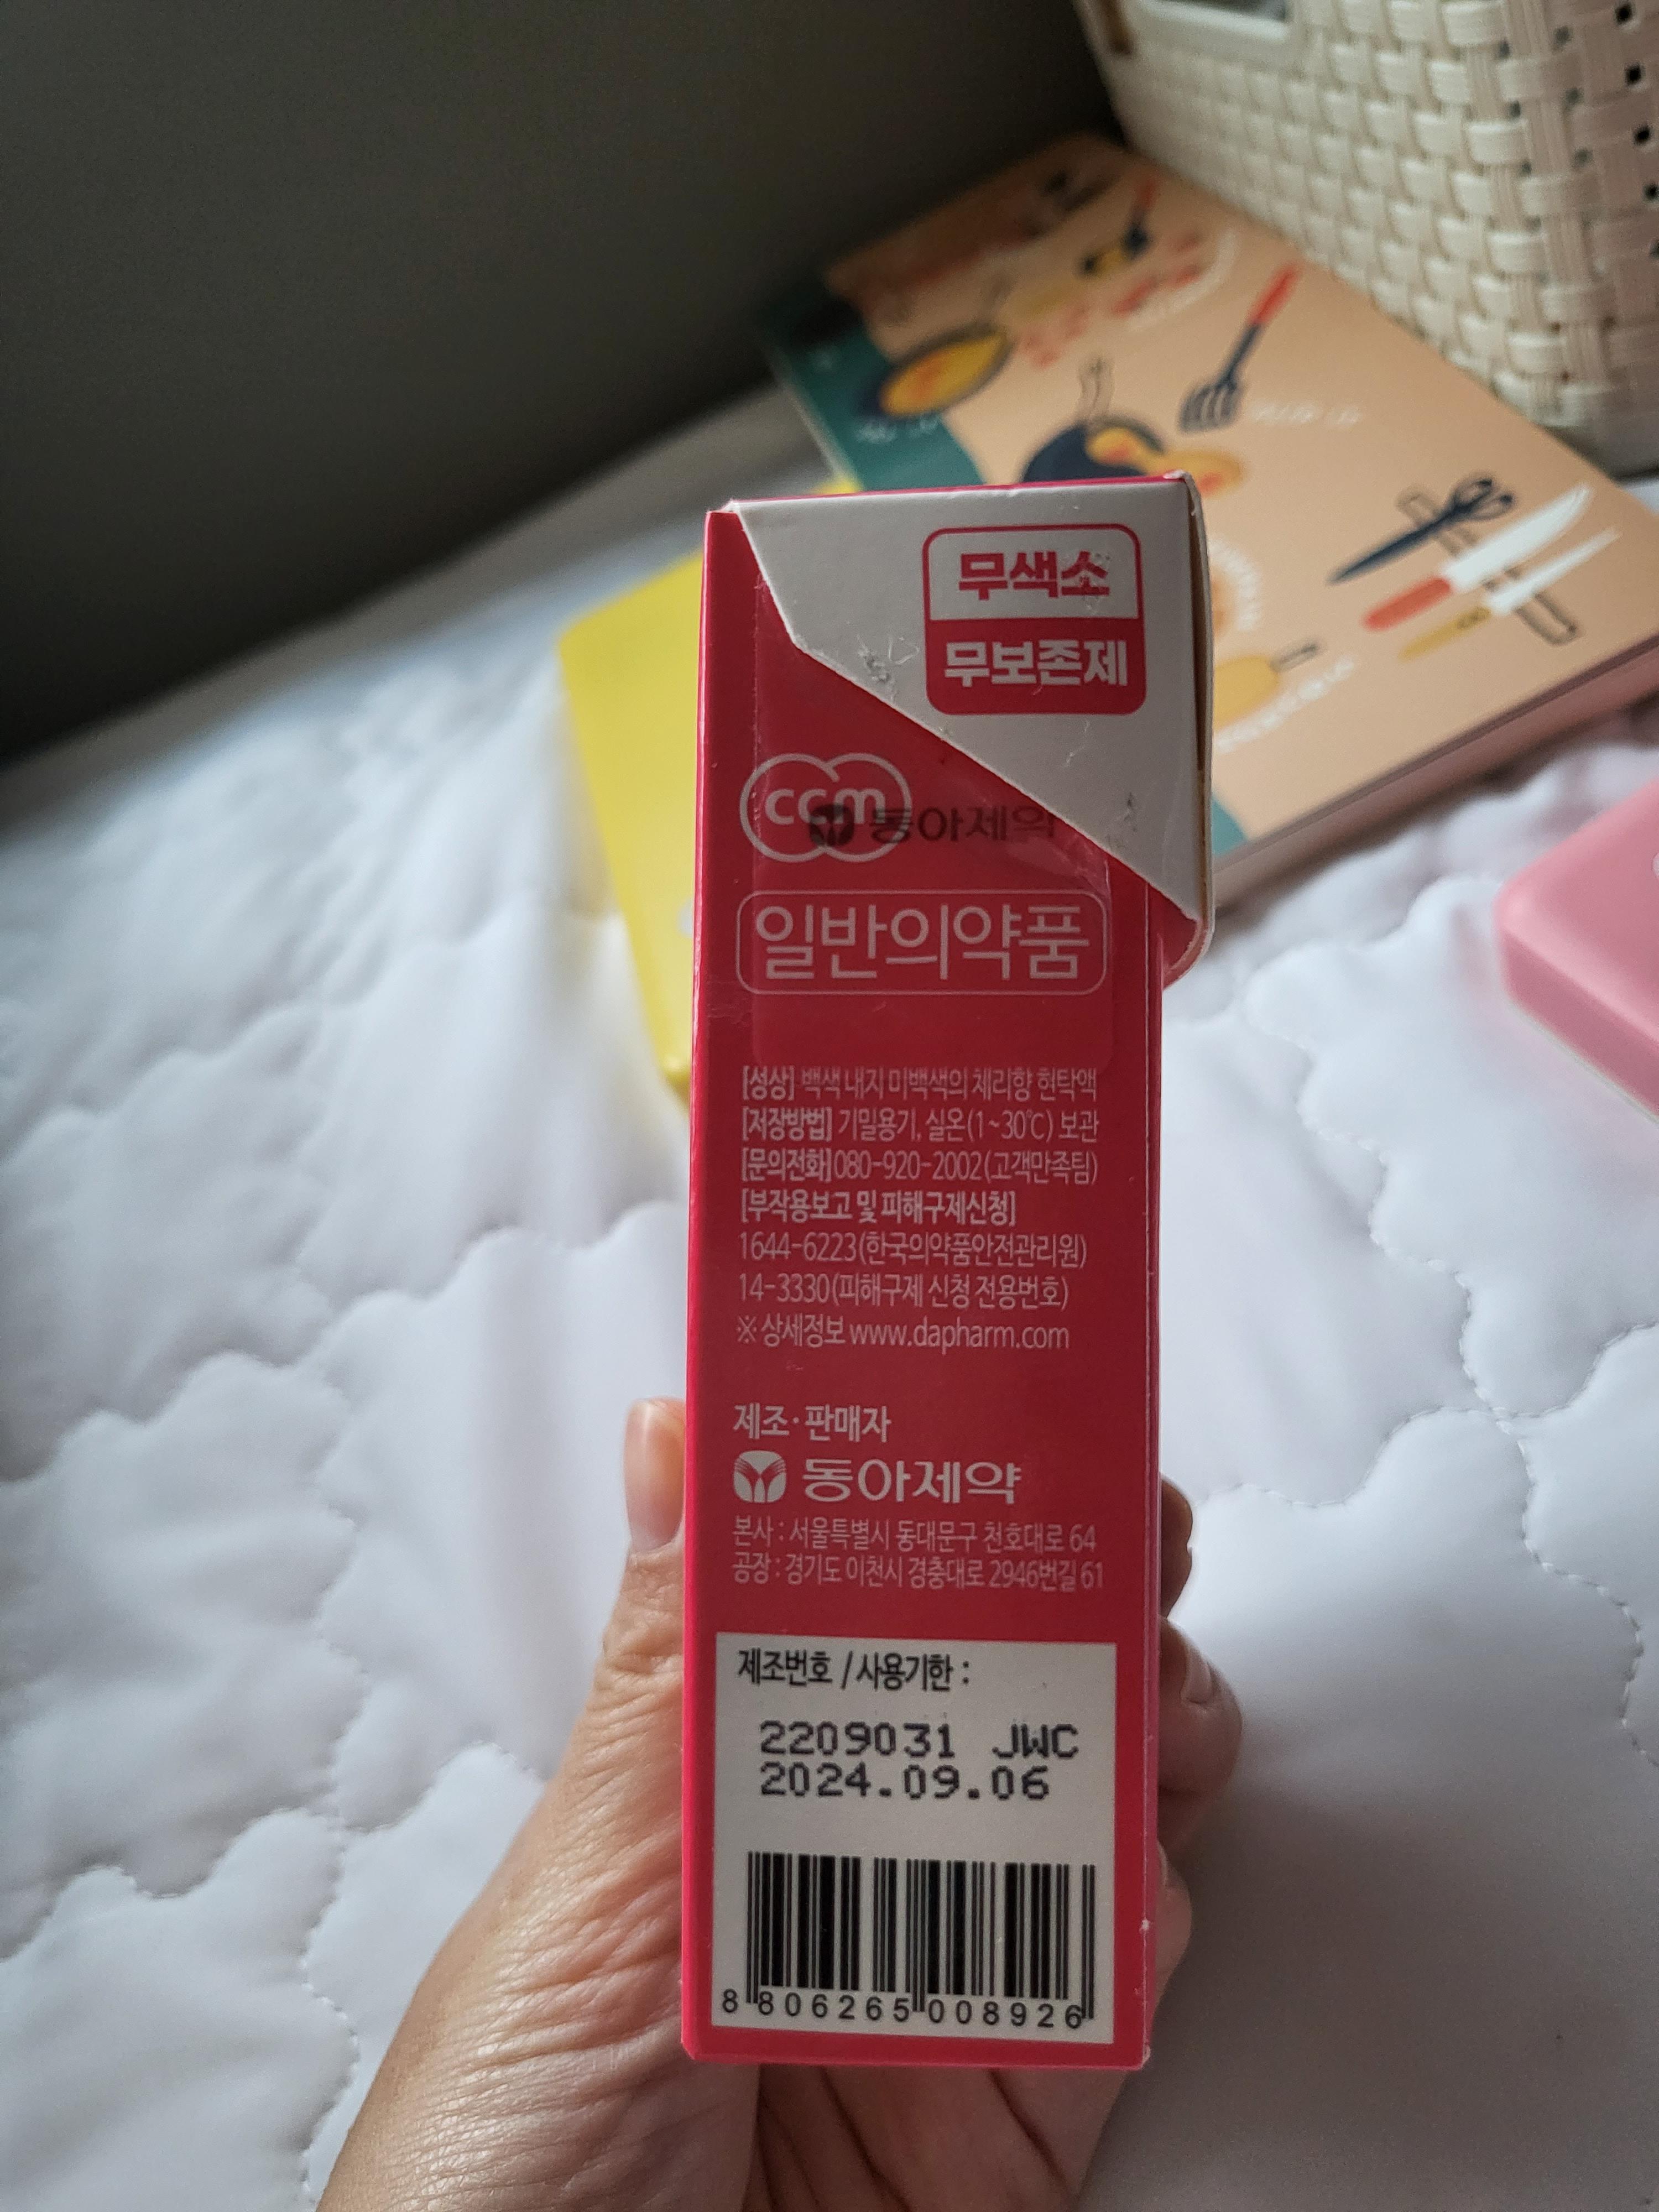 무색소
무보존제
ccm
동아제약
일반의약품
[성상] 백색 내지 미백색의 체리향 현탁액
[저장방법] 기밀용기, 실온(1~30℃) 보관
[문의전화]080-920-2002(고객만족팀)
[부작용보고 및 피해구제신청]
1644-6223(한국의약품안전관리원)
14-3330(피해구제 신청 전용번호)
※ 상세정보 www.dapharm.com
제조·판매자
동아제약
본사 : 서울특별시 동대문구 천호대로 64
공장 : 경기도 이천시 경충대로 2946번길 61
제조번호 / 사용기한 :
2209031 JWC
2024.09.06
8 806265 008926